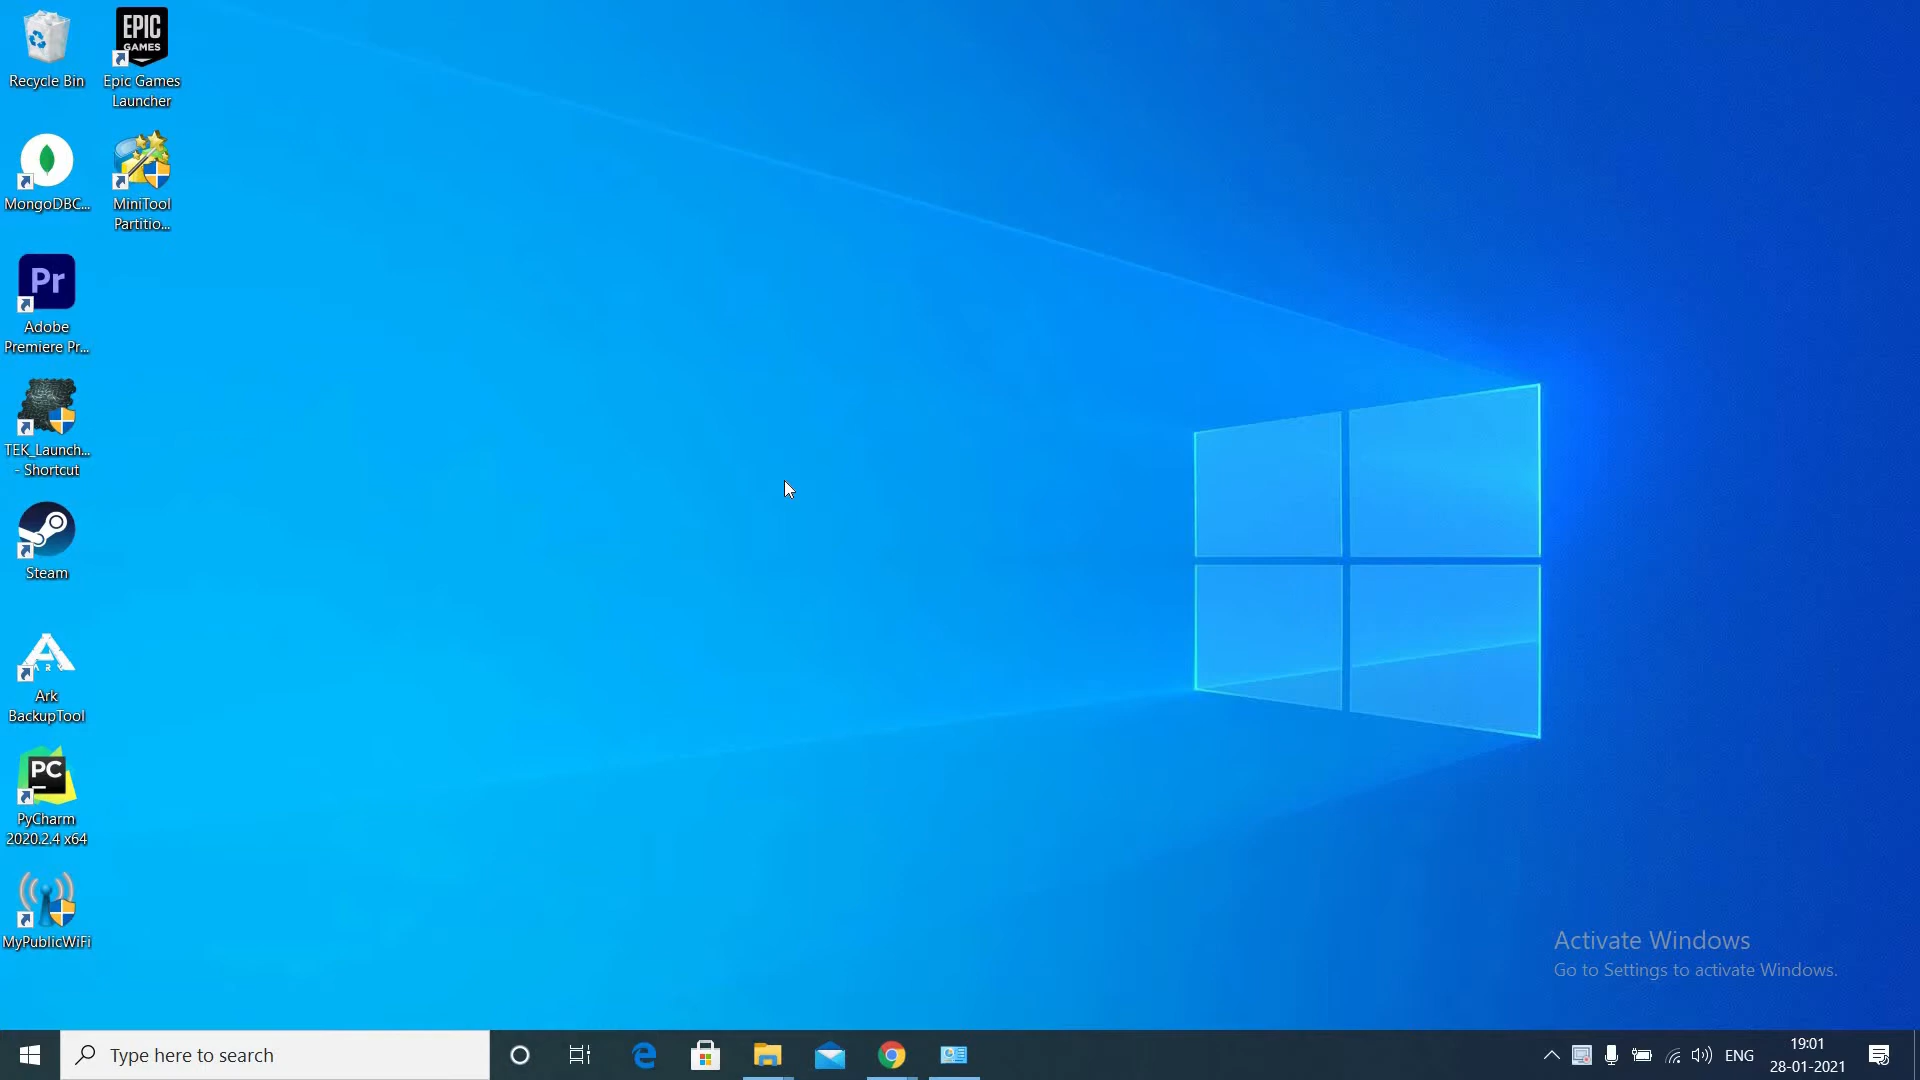 Recycle Bin
EPIC
GAMES
Epic Games
Launcher
MongoDBC...
MiniTool
Partitio...
Pr
Adobe
Premiere Pr...
TEK_Launch...
- Shortcut
Steam
ARK
Ark
BackupTool
PC
PyCharm
2020.2.4 x64
MyPublicWiFi
Activate Windows
Go to Settings to activate Windows.
Type here to search
ENG
19:01
28-01-2021